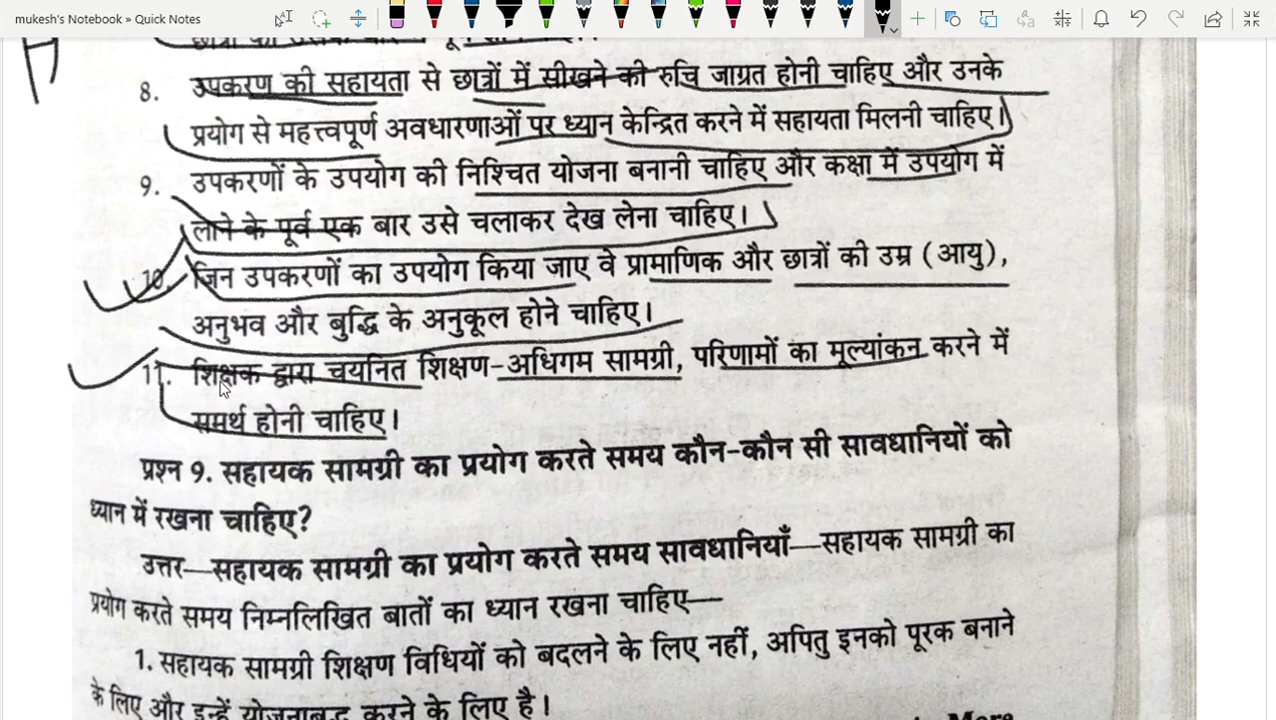 mukesh's Notebook » Quick Notes
8. उपकरण की सहायता से छात्रों में सीखने की रुचि जाग्रत होनी चाहिए और उनके
प्रयोग से महत्त्वपूर्ण अवधारणाओं पर ध्यान केन्द्रित करने में सहायता मिलनी चाहिए।
9. उपकरणों के उपयोग की निश्चित योजना बनानी चाहिए और कक्षा में उपयोग में
लाने के पूर्व एक बार उसे चलाकर देख लेना चाहिए।
10. जिन उपकरणों का उपयोग किया जाए वे प्रामाणिक और छात्रों की उम्र (आयु),
अनुभव और बुद्धि के अनुकूल होने चाहिए।
11. शिक्षक द्वारा चयनित शिक्षण-अधिगम सामग्री, परिणामों का मूल्यांकन करने में
समर्थ होनी चाहिए।
प्रश्न 9. सहायक सामग्री का प्रयोग करते समय कौन-कौन सी सावधानियों को
ध्यान में रखना चाहिए?
उत्तर—सहायक सामग्री का प्रयोग करते समय सावधानियाँ—सहायक सामग्री का
प्रयोग करते समय निम्नलिखित बातों का ध्यान रखना चाहिए—
1. सहायक सामग्री शिक्षण विधियों को बदलने के लिए नहीं, अपितु इनको पूरक बनाने
के लिए और इन्हें योजनाबद्ध करने के लिए है।